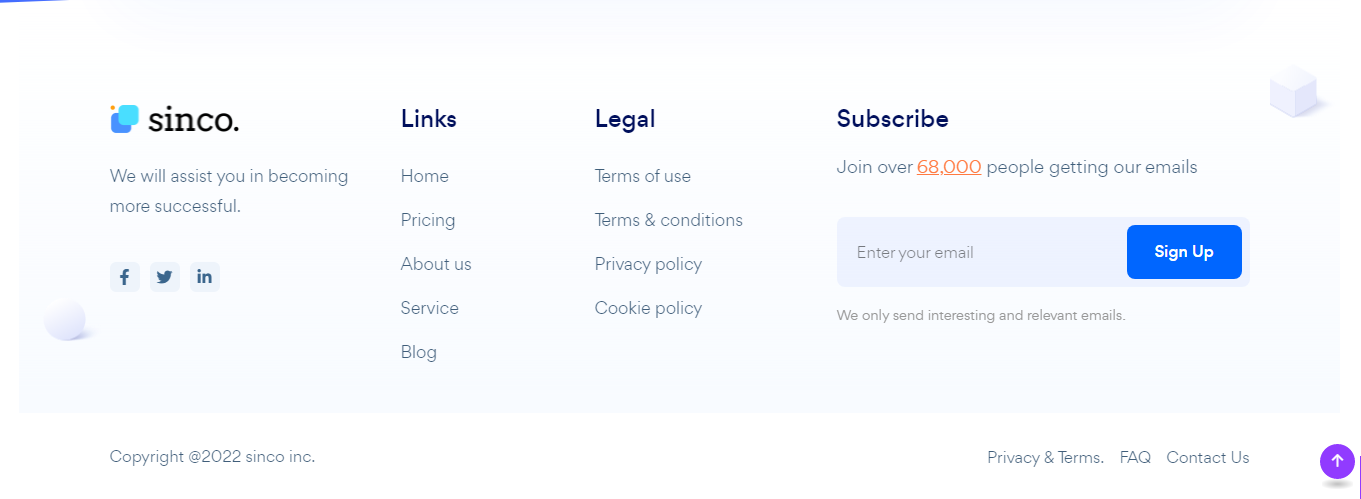 sinco.
We will assist you in becoming
more successful.
Links
Home
Pricing
About us
Service
Blog
Legal
Terms of use
Terms & conditions
Privacy policy
Cookie policy
Subscribe
Join over 68,000 people getting our emails
Enter your email
Sign Up
We only send interesting and relevant emails.
Copyright @2022 sinco inc.
Privacy & Terms. FAQ Contact Us